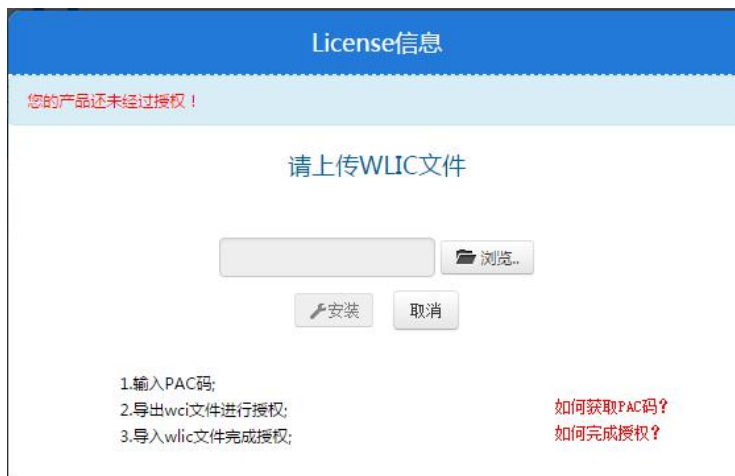 License信息
您的产品还未经过授权！
请上传WLIC文件
浏览..
安装
取消
1.输入PAC码;
2.导出wci文件进行授权;
3.导入wlic文件完成授权;
如何获取PAC码?
如何完成授权?